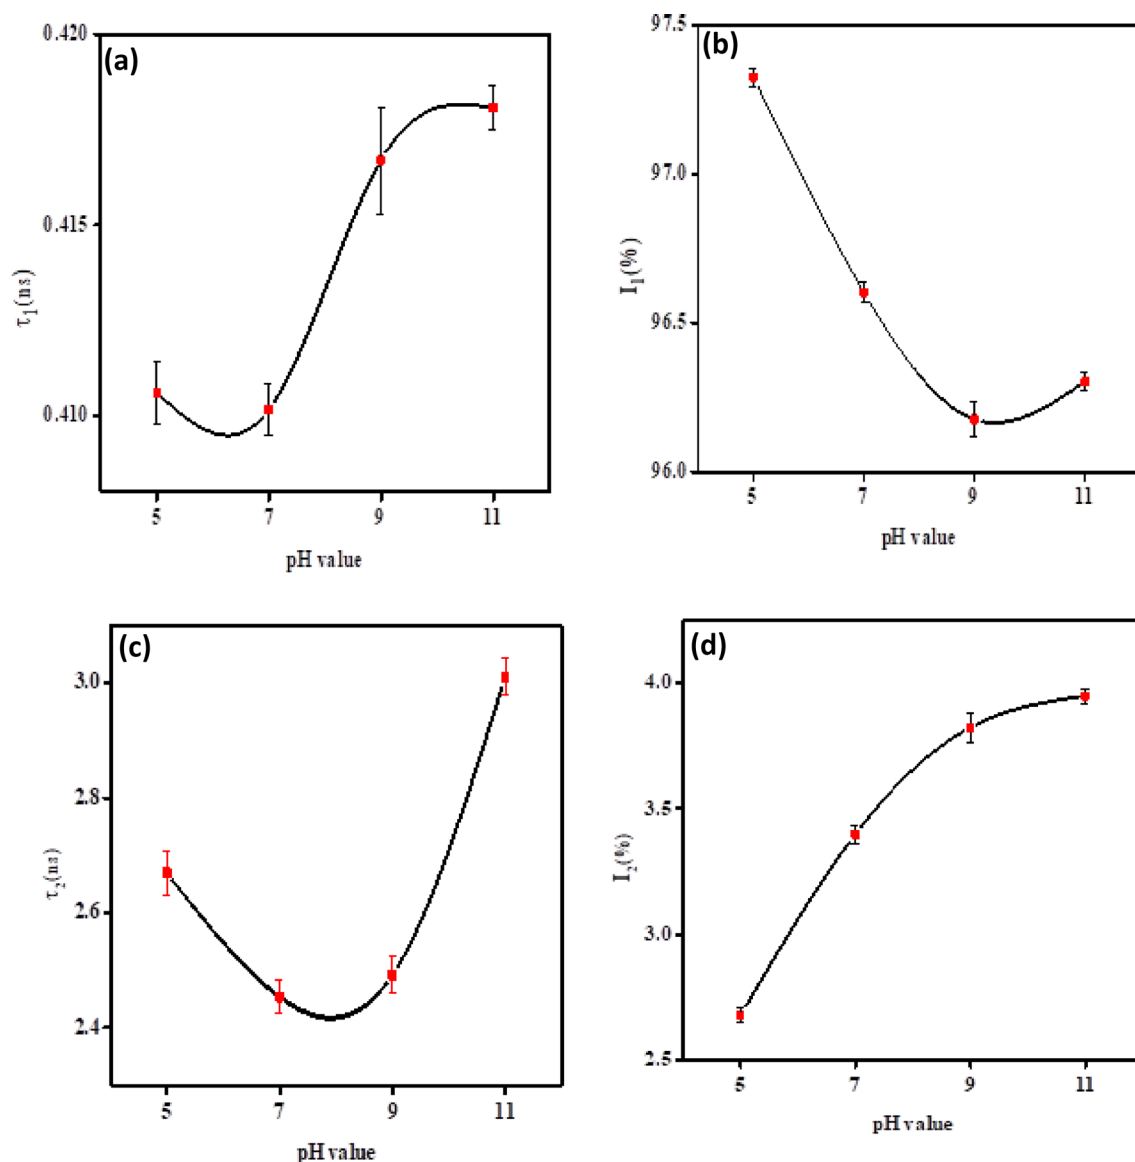 (a)
0.420
0.415
0.410
τ₁(ns)
5 7 9 11
pH value
(b)
97.5
97.0
96.5
96.0
I₁(%)
5 7 9 11
pH value
(c)
3.0
2.8
2.6
2.4
τ₂(ns)
5 7 9 11
pH value
(d)
4.0
3.5
3.0
2.5
I₂(%)
5 7 9 11
pH value